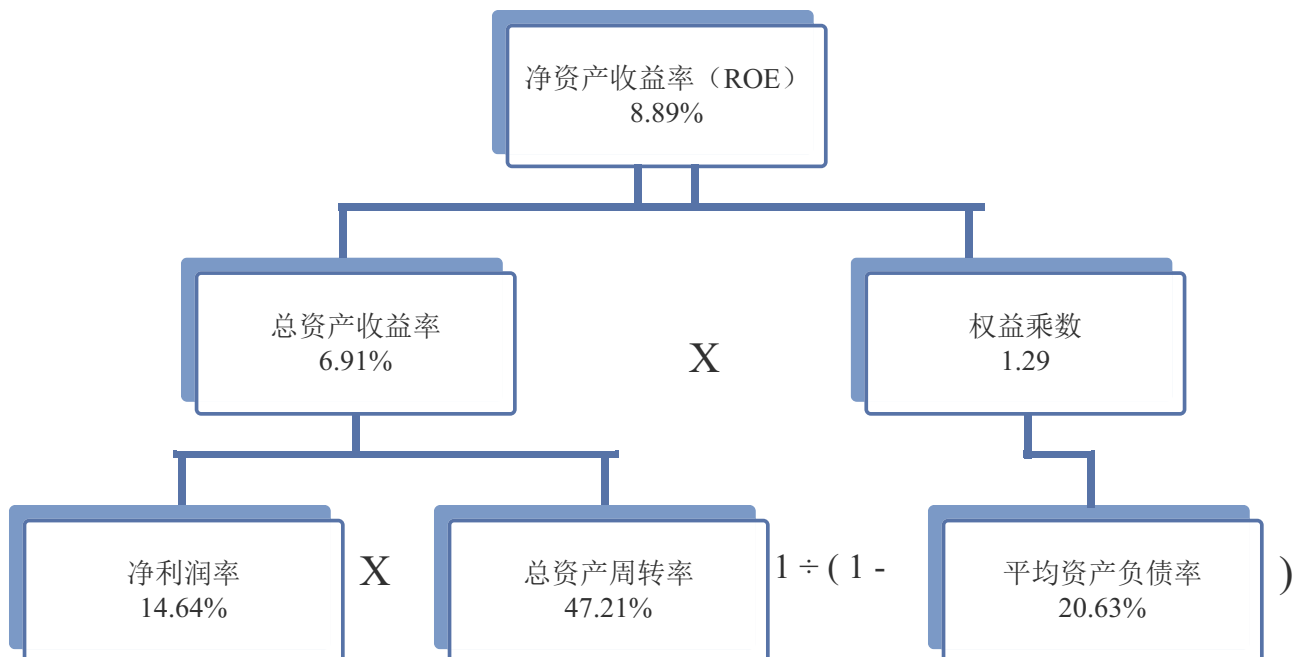 净资产收益率（ROE）
8.89%
总资产收益率
6.91%
X
权益乘数
1.29
净利润率
14.64%
X
总资产周转率
47.21%
1 ÷ ( 1 -
平均资产负债率
20.63%
)